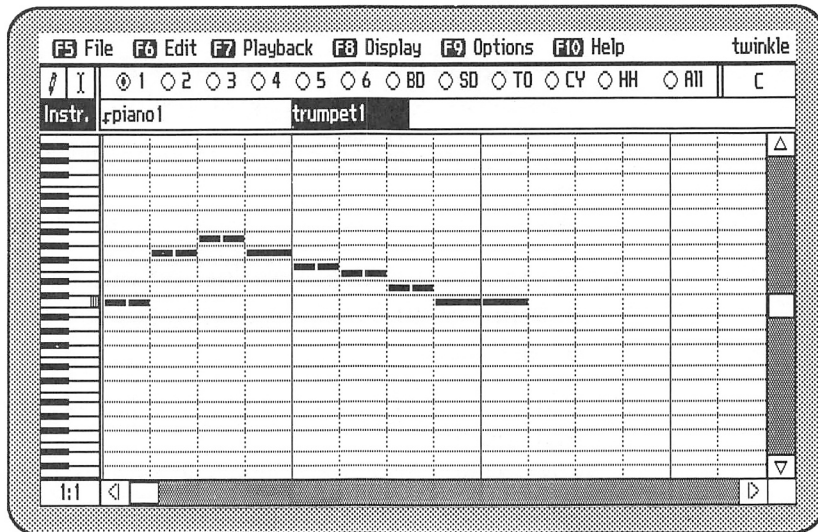 F5 File F6 Edit F7 Playback F8 Display F9 Options F10 Help twinkle
1 2 3 4 5 6 BD SD TO CY HH All C
Instr. piano1 trumpet1
1:1